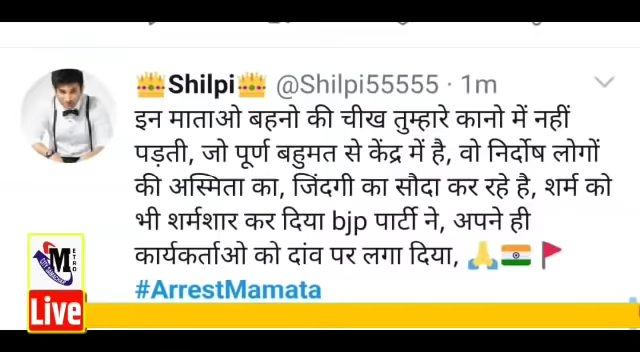 👑Shilpi👑 @Shilpi55555 · 1m
इन माताओ बहनो की चीख तुम्हारे कानो में नहीं
पड़ती, जो पूर्ण बहुमत से केंद्र में है, वो निर्दोष लोगों
की अस्मिता का, जिंदगी का सौदा कर रहे है, शर्म को
भी शर्मशार कर दिया bjp पार्टी ने, अपने ही
कार्यकर्ताओ को दांव पर लगा दिया, 🙏🇮🇳🚩
#ArrestMamata
METRO
Live